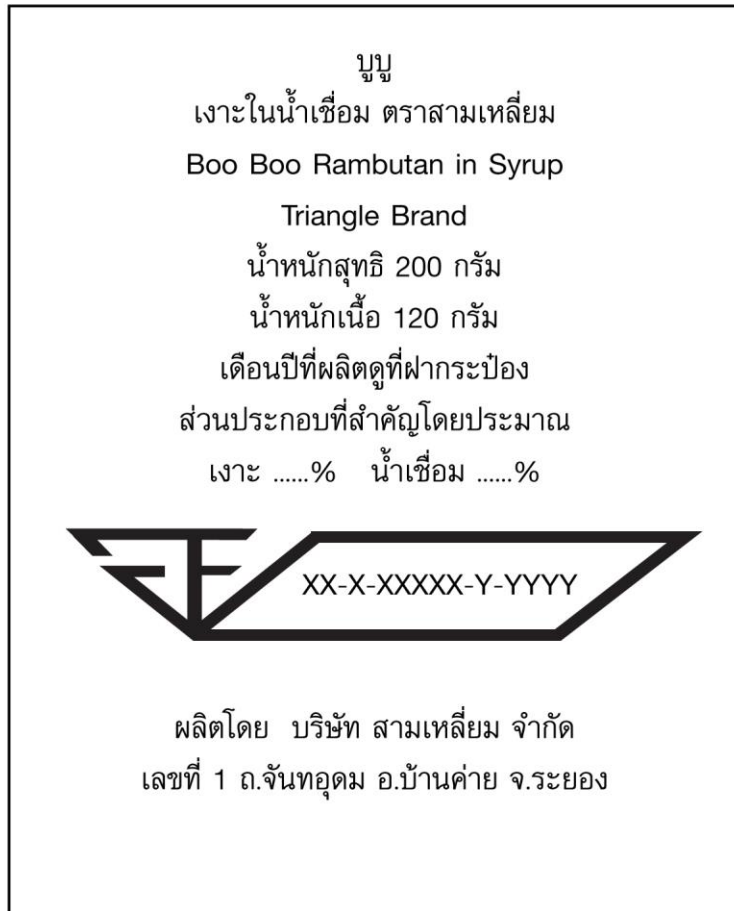 บูบู
เงาะในน้ำเชื่อม ตราสามเหลี่ยม
Boo Boo Rambutan in Syrup
Triangle Brand
น้ำหนักสุทธิ 200 กรัม
น้ำหนักเนื้อ 120 กรัม
เดือนปีที่ผลิตดูที่ฝากระป๋อง
ส่วนประกอบที่สำคัญโดยประมาณ
เงาะ ......% น้ำเชื่อม ......%
XX-X-XXXXX-Y-YYYY
ผลิตโดย บริษัท สามเหลี่ยม จำกัด
เลขที่ 1 ถ.จันทอุดม อ.บ้านค่าย จ.ระยอง